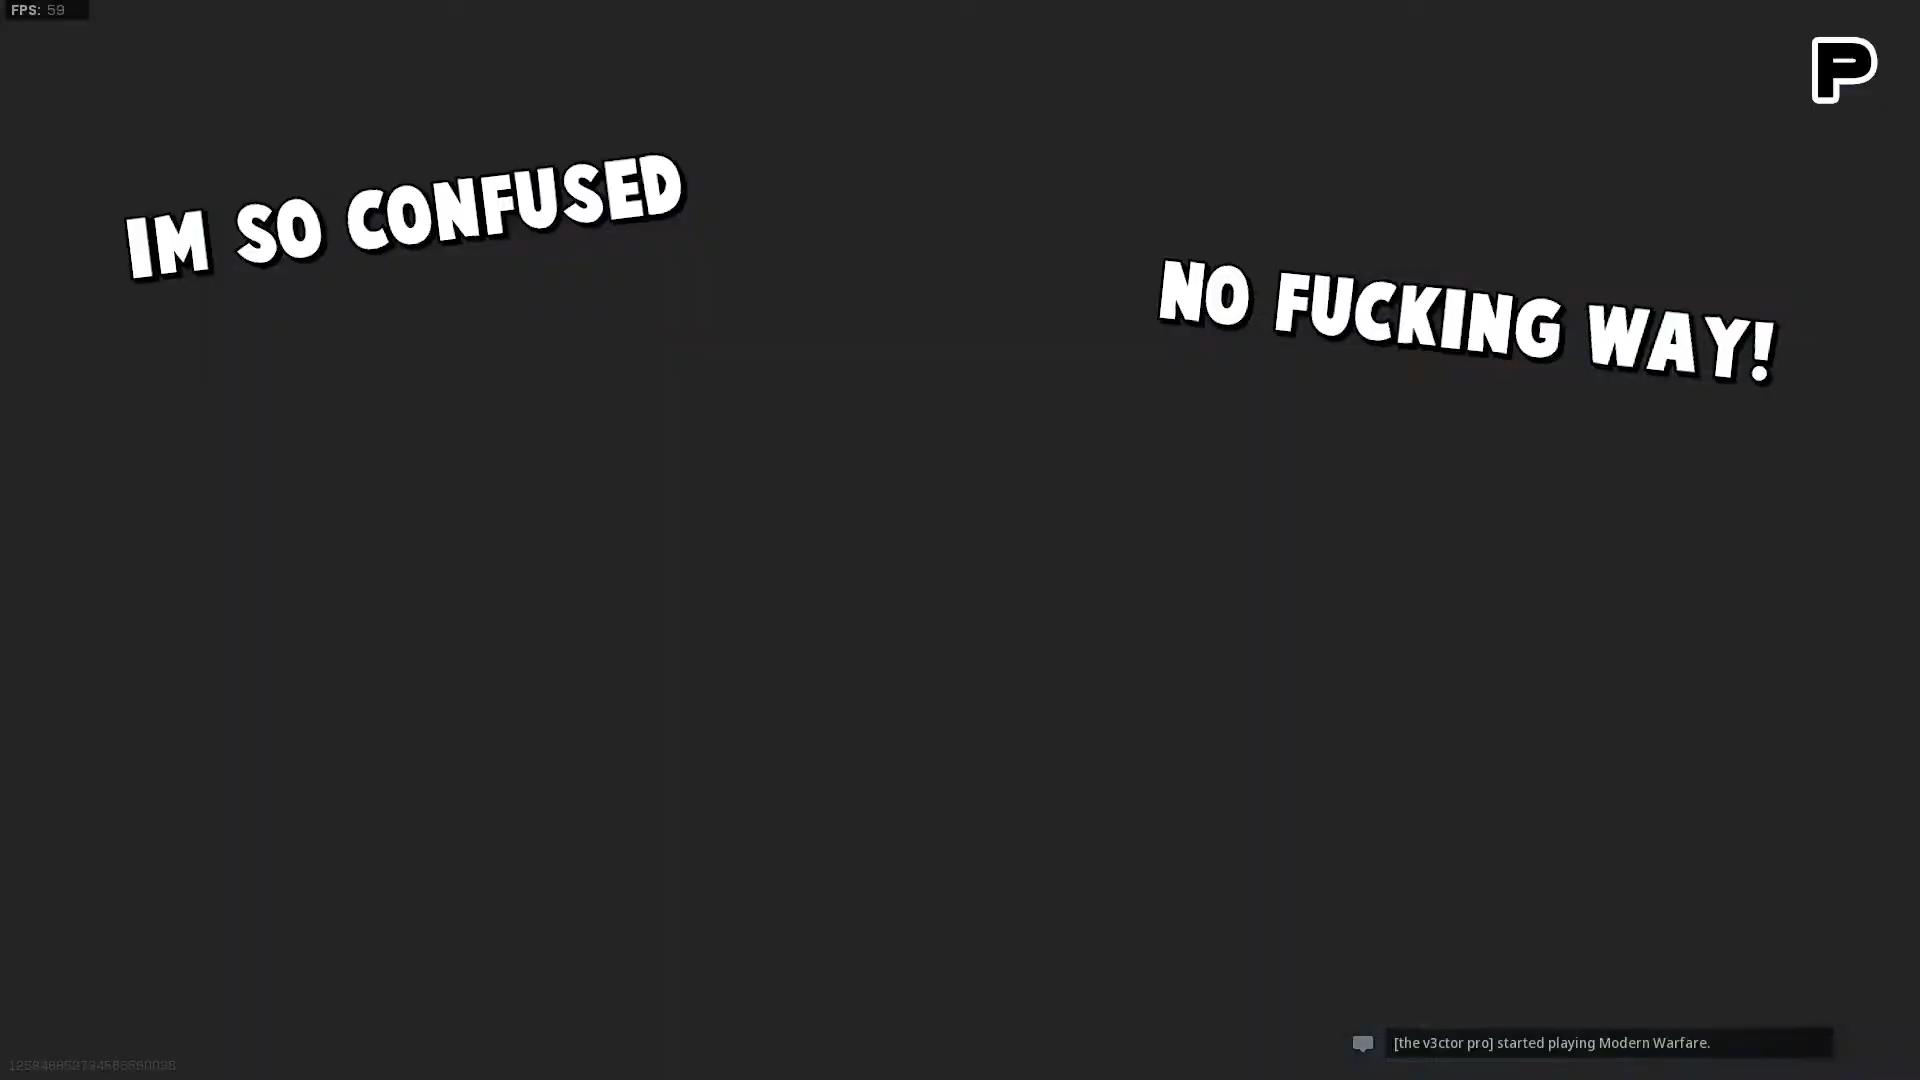 FPS: 59
P
IM SO CONFUSED
NO FUCKING WAY!
[the v3ctor pro] started playing Modern Warfare.